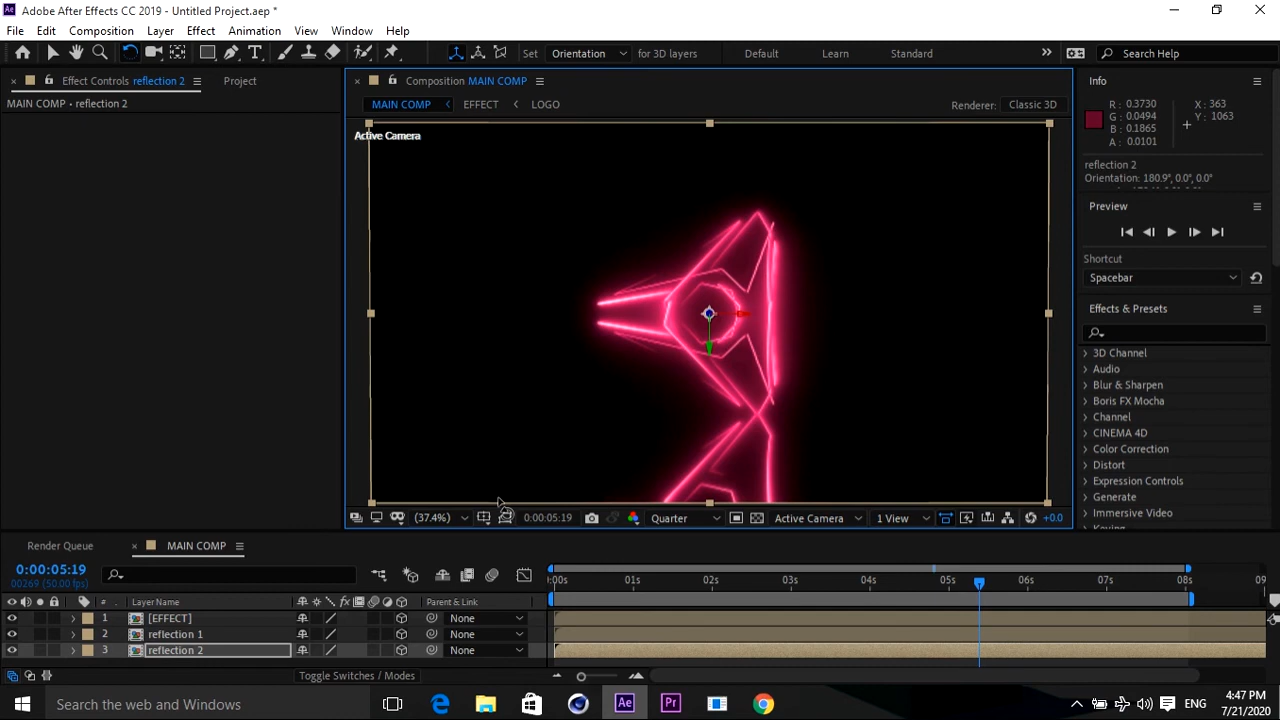 Adobe After Effects CC 2019 - Untitled Project.aep *
File Edit Composition Layer Effect Animation View Window Help
Set Orientation for 3D layers Default Learn Standard Search Help
Effect Controls reflection 2 Project
MAIN COMP • reflection 2
Composition MAIN COMP
MAIN COMP EFFECT LOGO Renderer: Classic 3D
Active Camera
Info
R : 0.3730
G : 0.0494
B : 0.1865
A : 0.0101
X : 363
Y : 1063
reflection 2
Orientation: 180.9°, 0.0°, 0.0°
Preview
Shortcut
Spacebar
Effects & Presets
3D Channel
Audio
Blur & Sharpen
Boris FX Mocha
Channel
CINEMA 4D
Color Correction
Distort
Expression Controls
Generate
Immersive Video
Keying
(37.4%) 0:00:05:19 Quarter Active Camera 1 View +0.0
Render Queue MAIN COMP
0:00:05:19
00269 (50.00 fps)
:00s 01s 02s 03s 04s 05s 06s 07s 08s 09
# Layer Name Parent & Link
1 [EFFECT] None
2 reflection 1 None
3 reflection 2 None
Toggle Switches / Modes
Search the web and Windows
Ae Pr
ENG
4:47 PM
7/21/2020